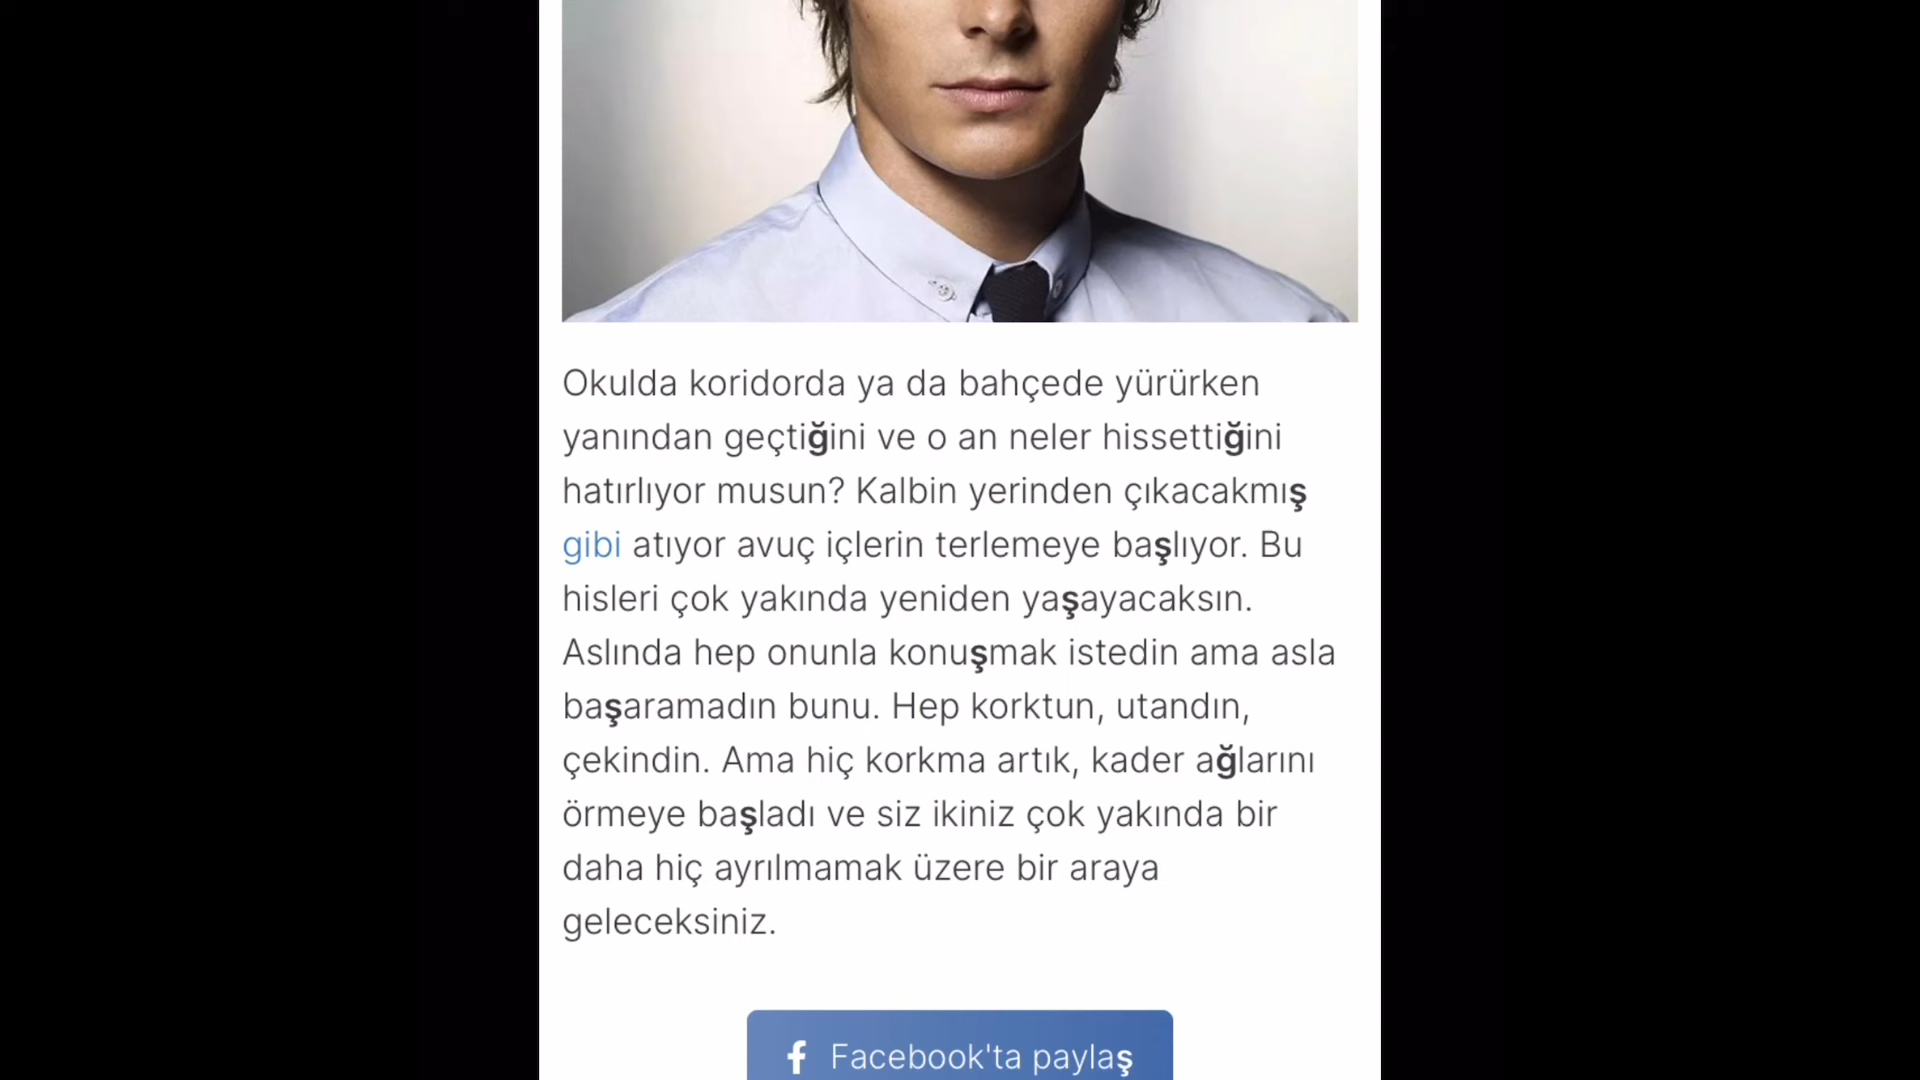 Okulda koridorda ya da bahçede yürürken
yanından geçtiğini ve o an neler hissettiğini
hatırlıyor musun? Kalbin yerinden çıkacakmış
gibi atıyor avuç içlerin terlemeye başlıyor. Bu
hisleri çok yakında yeniden yaşayacaksın.
Aslında hep onunla konuşmak istedin ama asla
başaramadın bunu. Hep korktun, utandın,
çekindin. Ama hiç korkma artık, kader ağlarını
örmeye başladı ve siz ikiniz çok yakında bir
daha hiç ayrılmamak üzere bir araya
geleceksiniz.
Facebook'ta paylaş